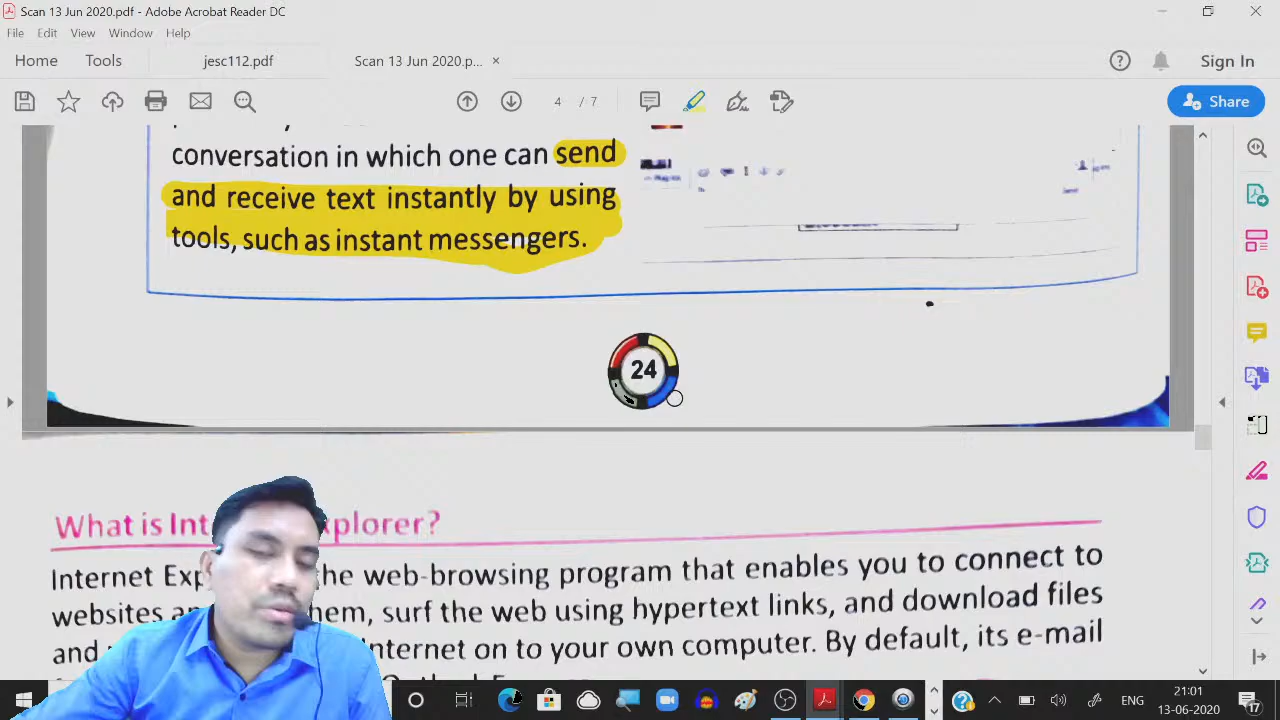 Scan 13 Jun 2020.pdf - Adobe Acrobat Reader DC
File Edit View Window Help
Home Tools jesc112.pdf Scan 13 Jun 2020.p... × Sign In
4 / 7 Share
conversation in which one can send
and receive text instantly by using
tools, such as instant messengers.
24
What is Int xplorer?
Internet Exp he web-browsing program that enables you to connect to
websites a hem, surf the web using hypertext links, and download files
and nternet on to your own computer. By default, its e-mail
ENG
21:01
13-06-2020
17